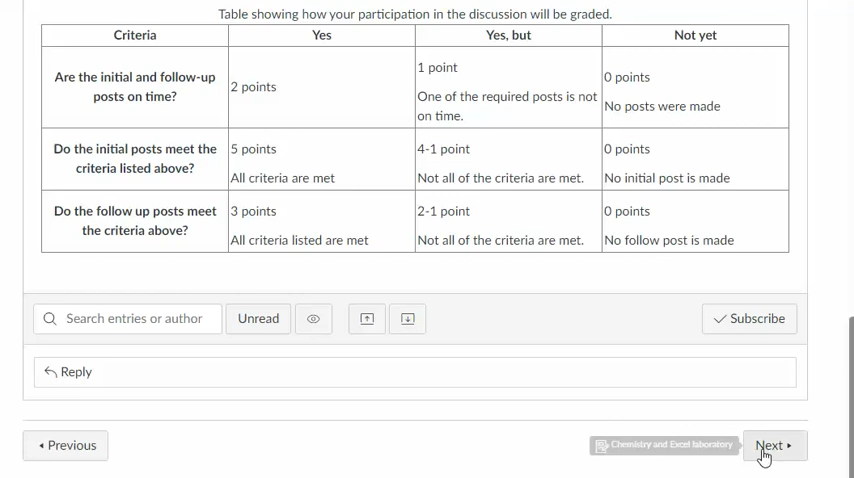 Table showing how your participation in the discussion will be graded.
Criteria Yes Yes, but Not yet
Are the initial and follow-up
posts on time?
2 points
1 point
One of the required posts is not
on time.
0 points
No posts were made
Do the initial posts meet the
criteria listed above?
5 points
All criteria are met
4-1 point
Not all of the criteria are met.
0 points
No initial post is made
Do the follow up posts meet
the criteria above?
3 points
All criteria listed are met
2-1 point
Not all of the criteria are met.
0 points
No follow post is made
Search entries or author Unread Subscribe
Reply
Previous Chemistry and Excel laboratory Next